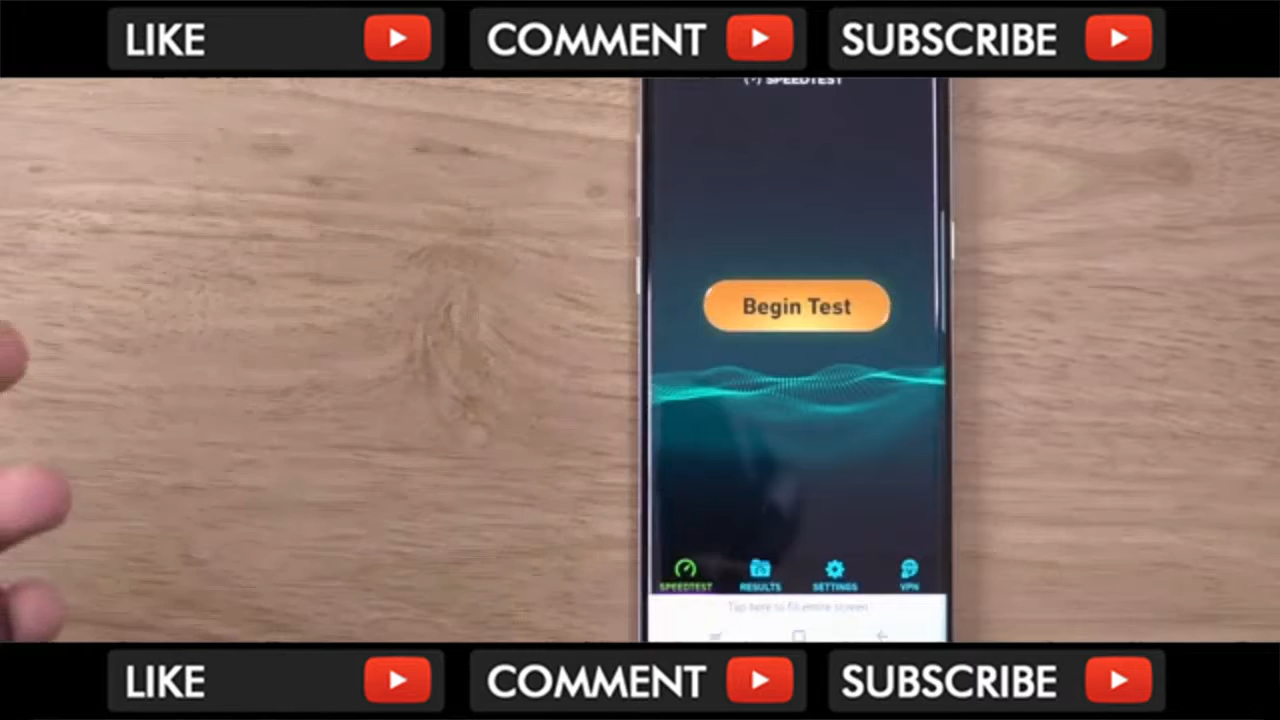 LIKE COMMENT SUBSCRIBE
SPEEDTEST
Begin Test
SPEEDTEST RESULTS SETTINGS VPN
Tap here to fill entire screen
LIKE COMMENT SUBSCRIBE